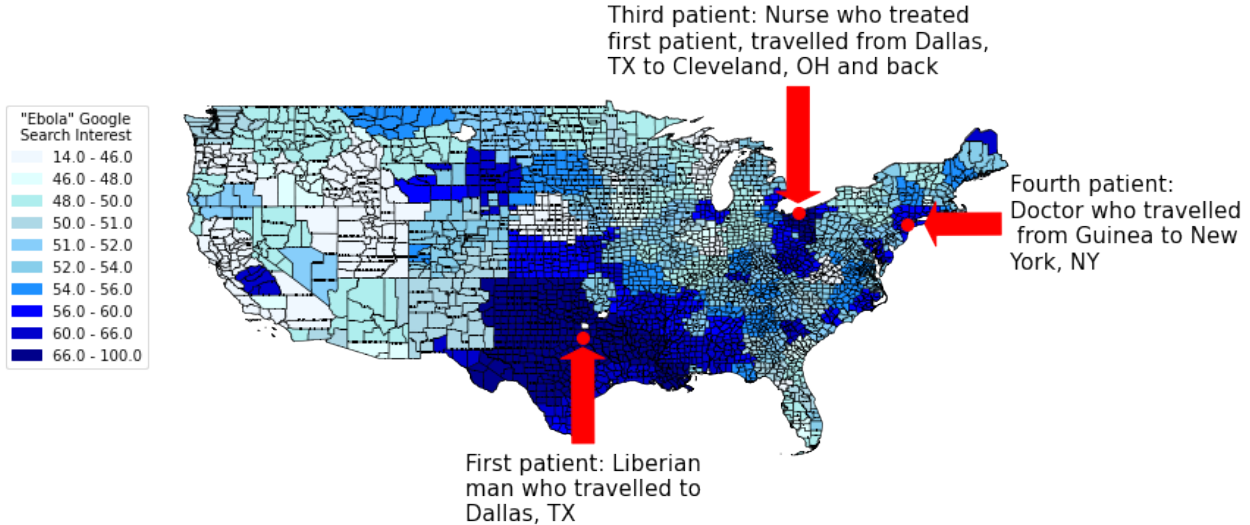 Third patient: Nurse who treated
first patient, travelled from Dallas,
TX to Cleveland, OH and back
"Ebola" Google
Search Interest
14.0 - 46.0
46.0 - 48.0
48.0 - 50.0
50.0 - 51.0
51.0 - 52.0
52.0 - 54.0
54.0 - 56.0
56.0 - 60.0
60.0 - 66.0
66.0 - 100.0
Fourth patient:
Doctor who travelled
from Guinea to New
York, NY
First patient: Liberian
man who travelled to
Dallas, TX